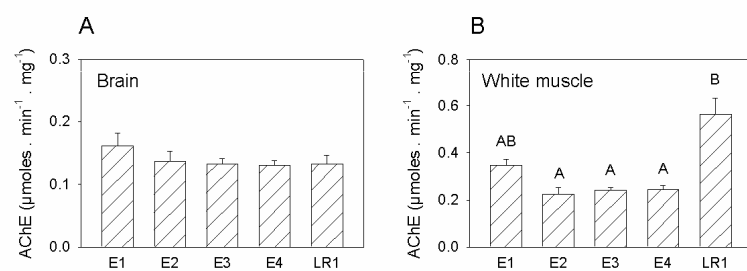 A
AChE (µmoles . min⁻¹ . mg⁻¹)
0.3
0.2
0.1
0.0
Brain
E1 E2 E3 E4 LR1
B
AChE (µmoles . min⁻¹ . mg⁻¹)
0.8
0.6
0.4
0.2
0.0
White muscle
AB A A A B
E1 E2 E3 E4 LR1